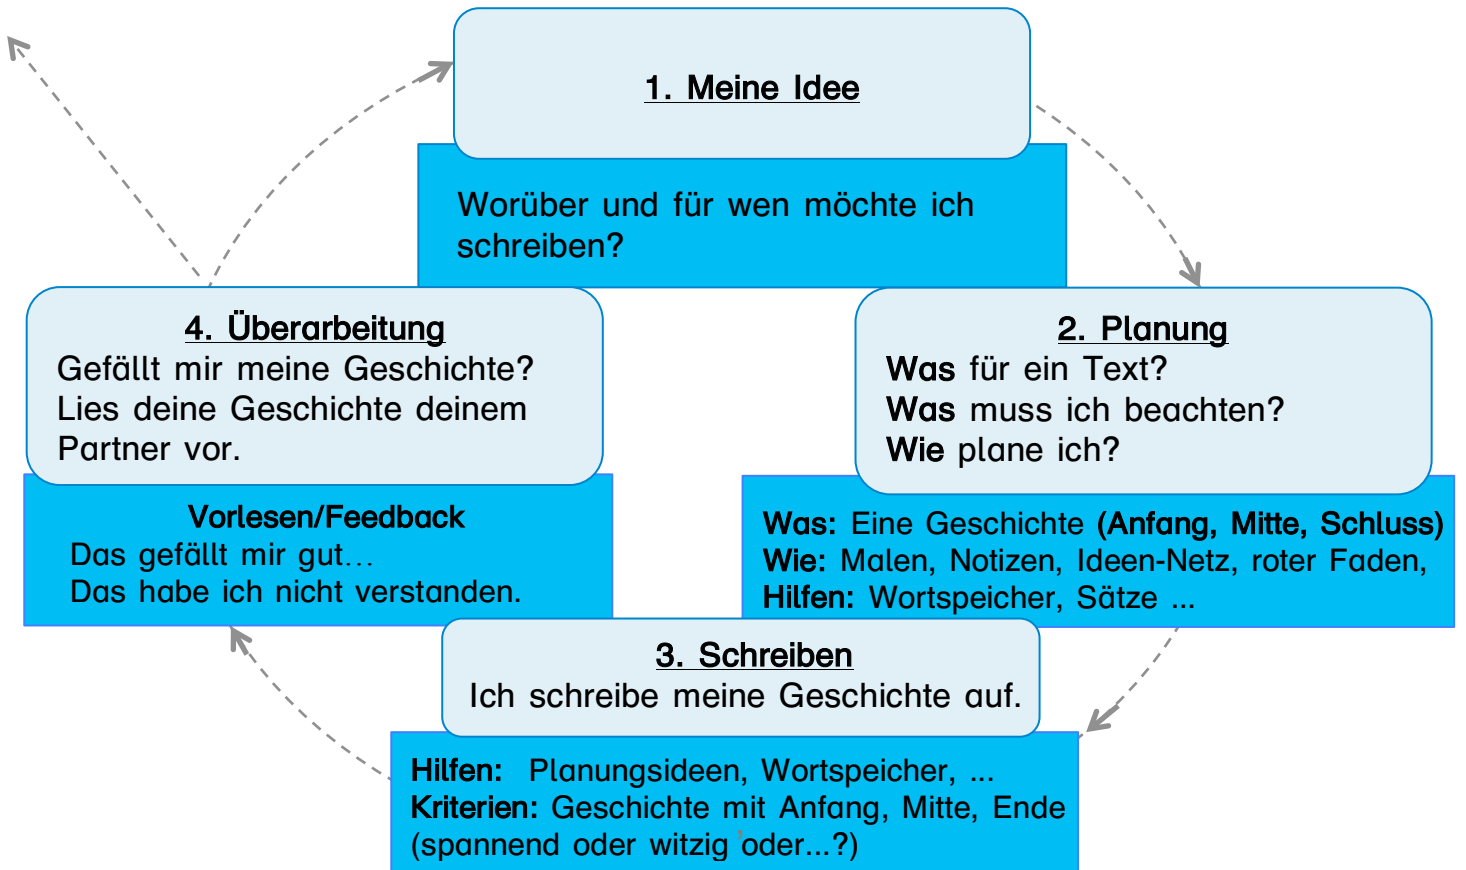 1. Meine Idee
Worüber und für wen möchte ich
schreiben?
2. Planung
Was für ein Text?
Was muss ich beachten?
Wie plane ich?
Was: Eine Geschichte (Anfang, Mitte, Schluss)
Wie: Malen, Notizen, Ideen-Netz, roter Faden,
Hilfen: Wortspeicher, Sätze ...
3. Schreiben
Ich schreibe meine Geschichte auf.
Hilfen: Planungsideen, Wortspeicher, ...
Kriterien: Geschichte mit Anfang, Mitte, Ende
(spannend oder witzig ’oder...?)
4. Überarbeitung
Gefällt mir meine Geschichte?
Lies deine Geschichte deinem
Partner vor.
Vorlesen/Feedback
Das gefällt mir gut...
Das habe ich nicht verstanden.